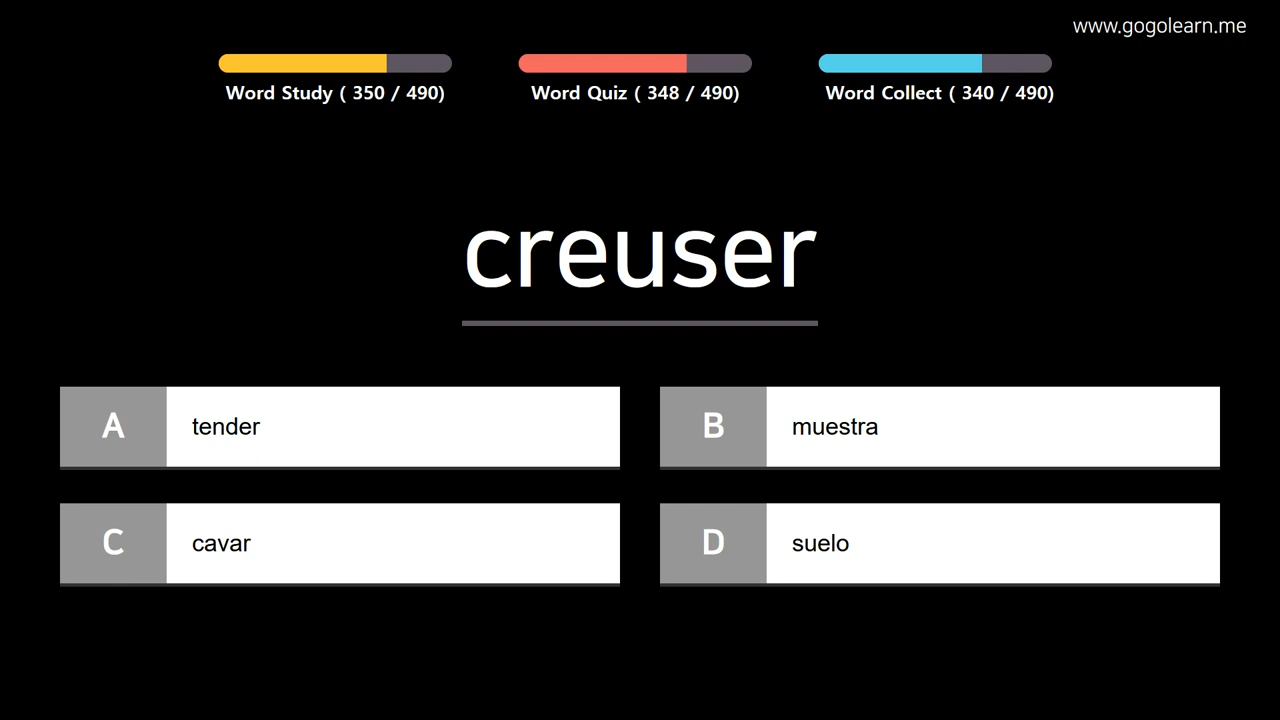 www.gogolearn.me
Word Study ( 350 / 490)
Word Quiz ( 348 / 490)
Word Collect ( 340 / 490)
creuser
A tender
B muestra
C cavar
D suelo